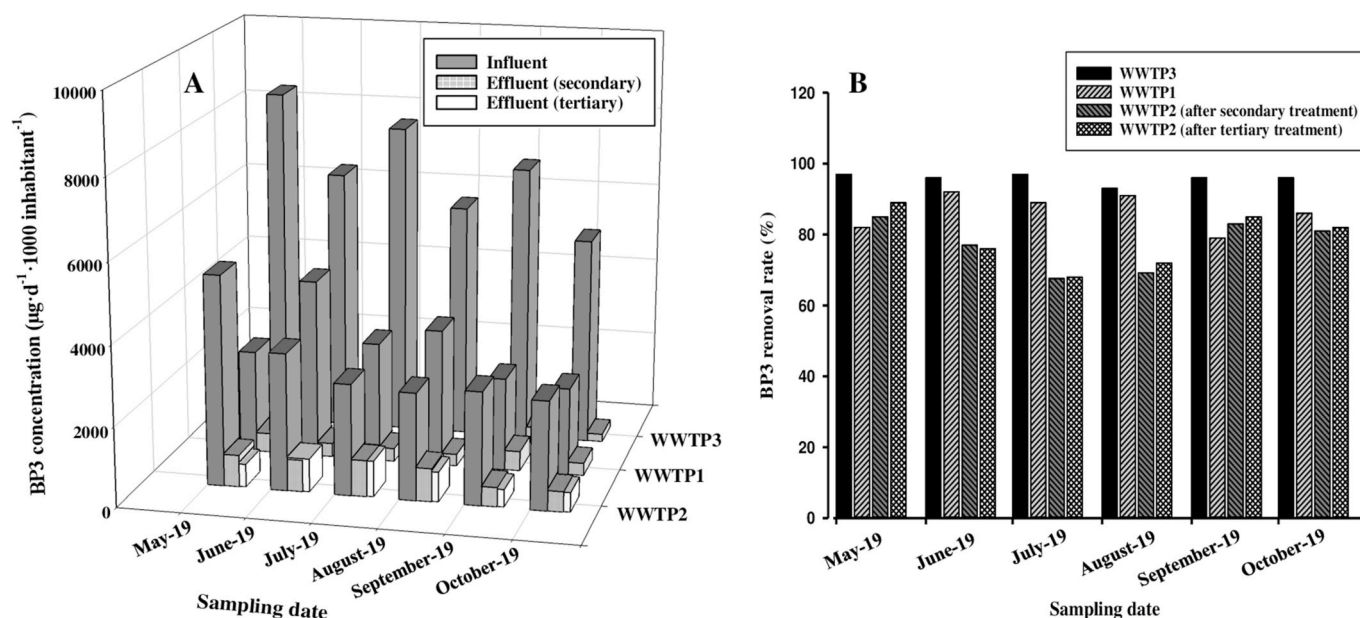 A
Influent
Effluent (secondary)
Effluent (tertiary)
BP3 concentration (µg·d⁻¹·1000 inhabitant⁻¹)
10000
8000
6000
4000
2000
0
May-19
June-19
July-19
August-19
September-19
October-19
WWTP3
WWTP1
WWTP2
Sampling date
B
WWTP3
WWTP1
WWTP2 (after secondary treatment)
WWTP2 (after tertiary treatment)
BP3 removal rate (%)
120
100
80
60
40
20
0
May-19
June-19
July-19
August-19
September-19
October-19
Sampling date